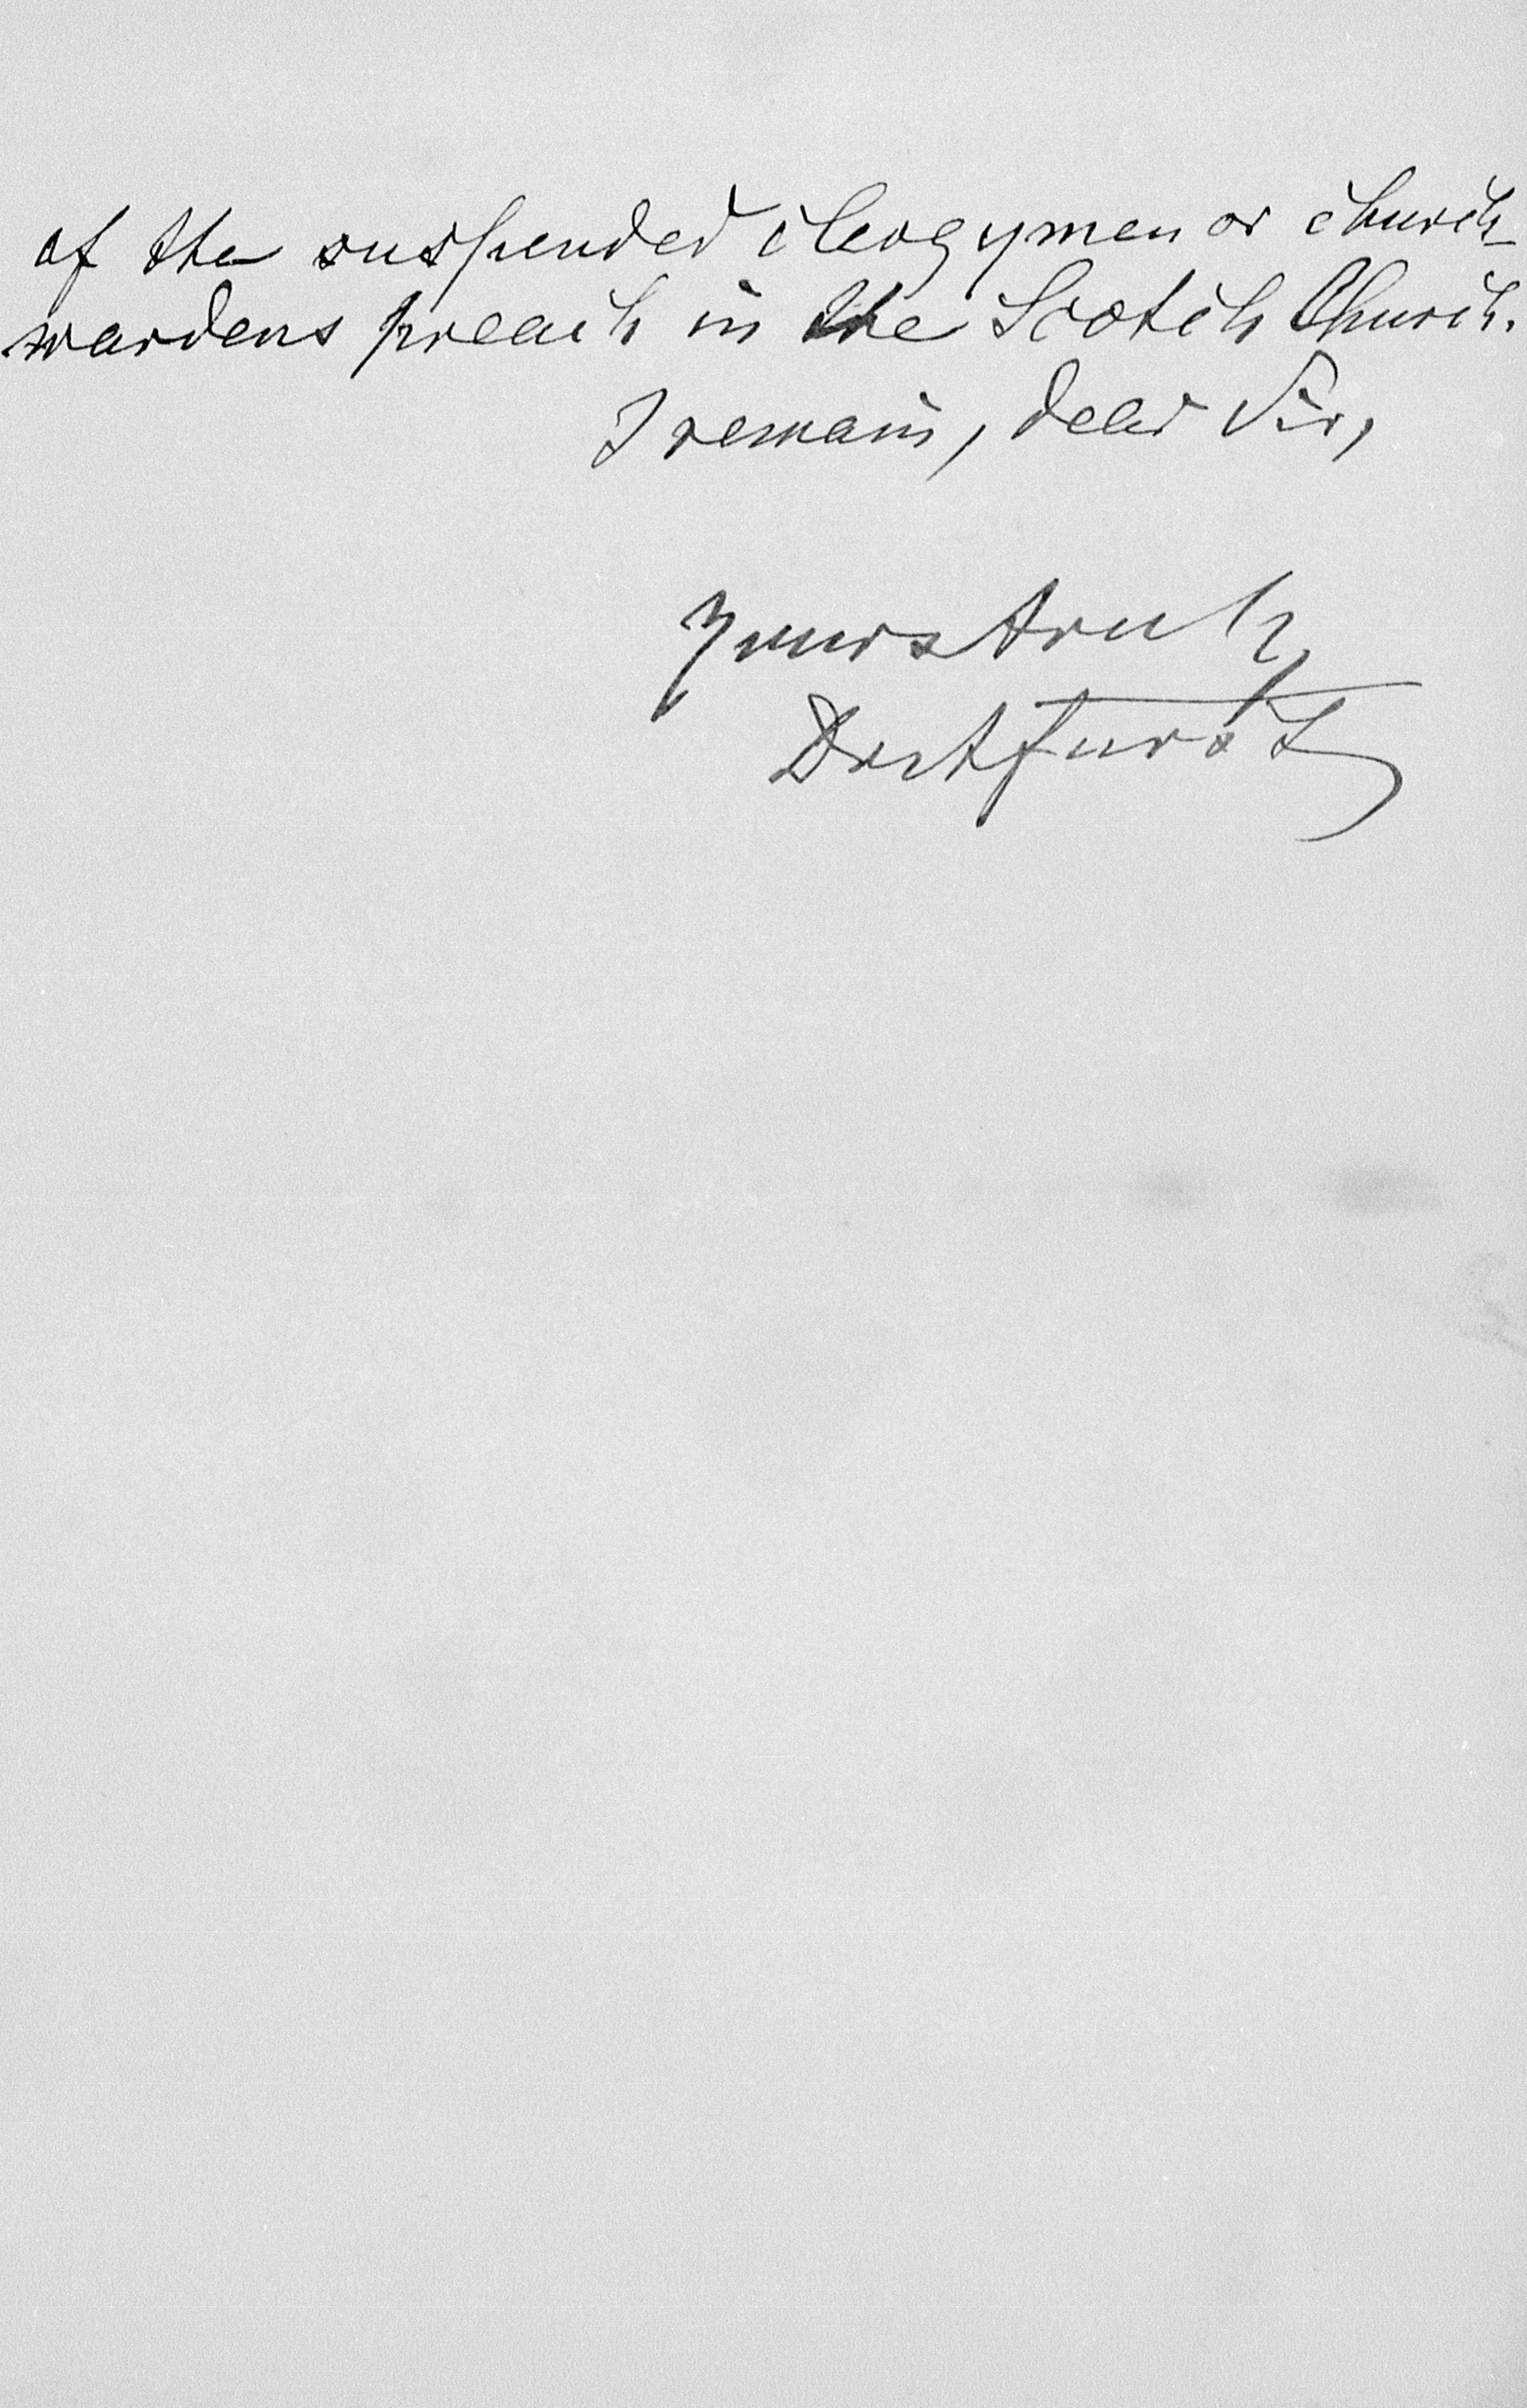 of the suspended clergymen or church-
wardens preach in the Scotch Church.
I remain, dear Sir,
Yours truly